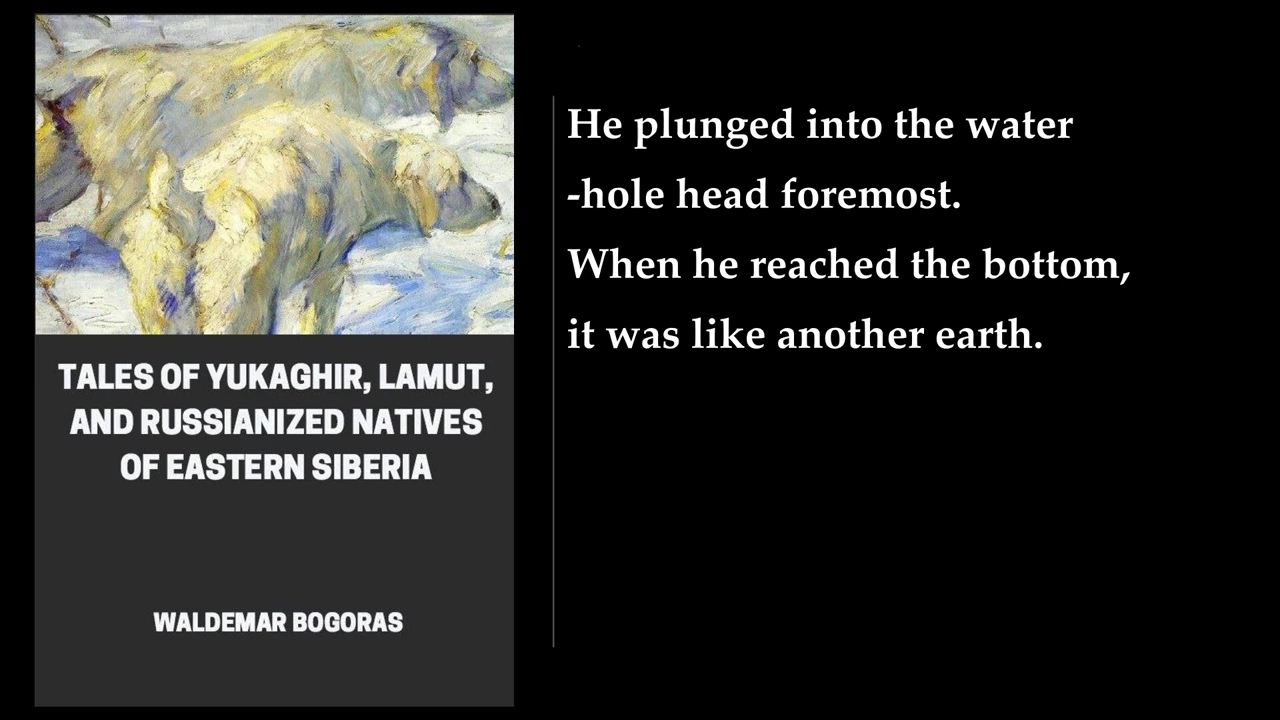 TALES OF YUKAGHIR, LAMUT,
AND RUSSIANIZED NATIVES
OF EASTERN SIBERIA
WALDEMAR BOGORAS
He plunged into the water
-hole head foremost.
When he reached the bottom,
it was like another earth.